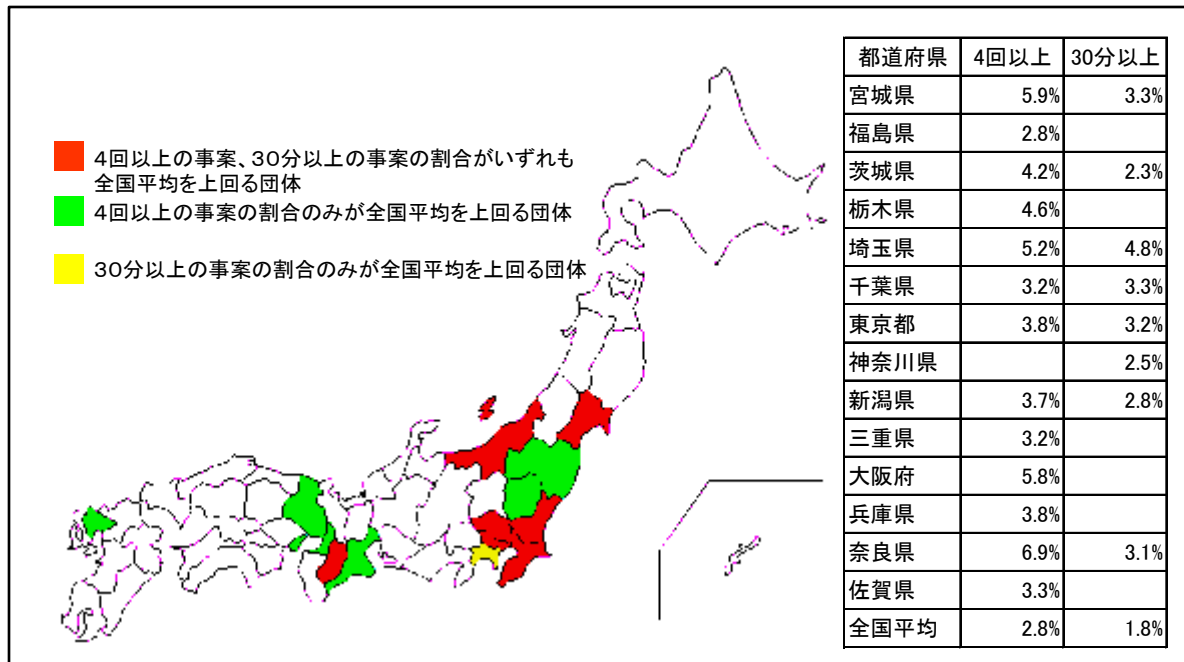 4回以上の事案、30分以上の事案の割合がいずれも
全国平均を上回る団体
4回以上の事案の割合のみが全国平均を上回る団体
30分以上の事案の割合のみが全国平均を上回る団体
都道府県 4回以上 30分以上
宮城県 5.9% 3.3%
福島県 2.8%
茨城県 4.2% 2.3%
栃木県 4.6%
埼玉県 5.2% 4.8%
千葉県 3.2% 3.3%
東京都 3.8% 3.2%
神奈川県 2.5%
新潟県 3.7% 2.8%
三重県 3.2%
大阪府 5.8%
兵庫県 3.8%
奈良県 6.9% 3.1%
佐賀県 3.3%
全国平均 2.8% 1.8%